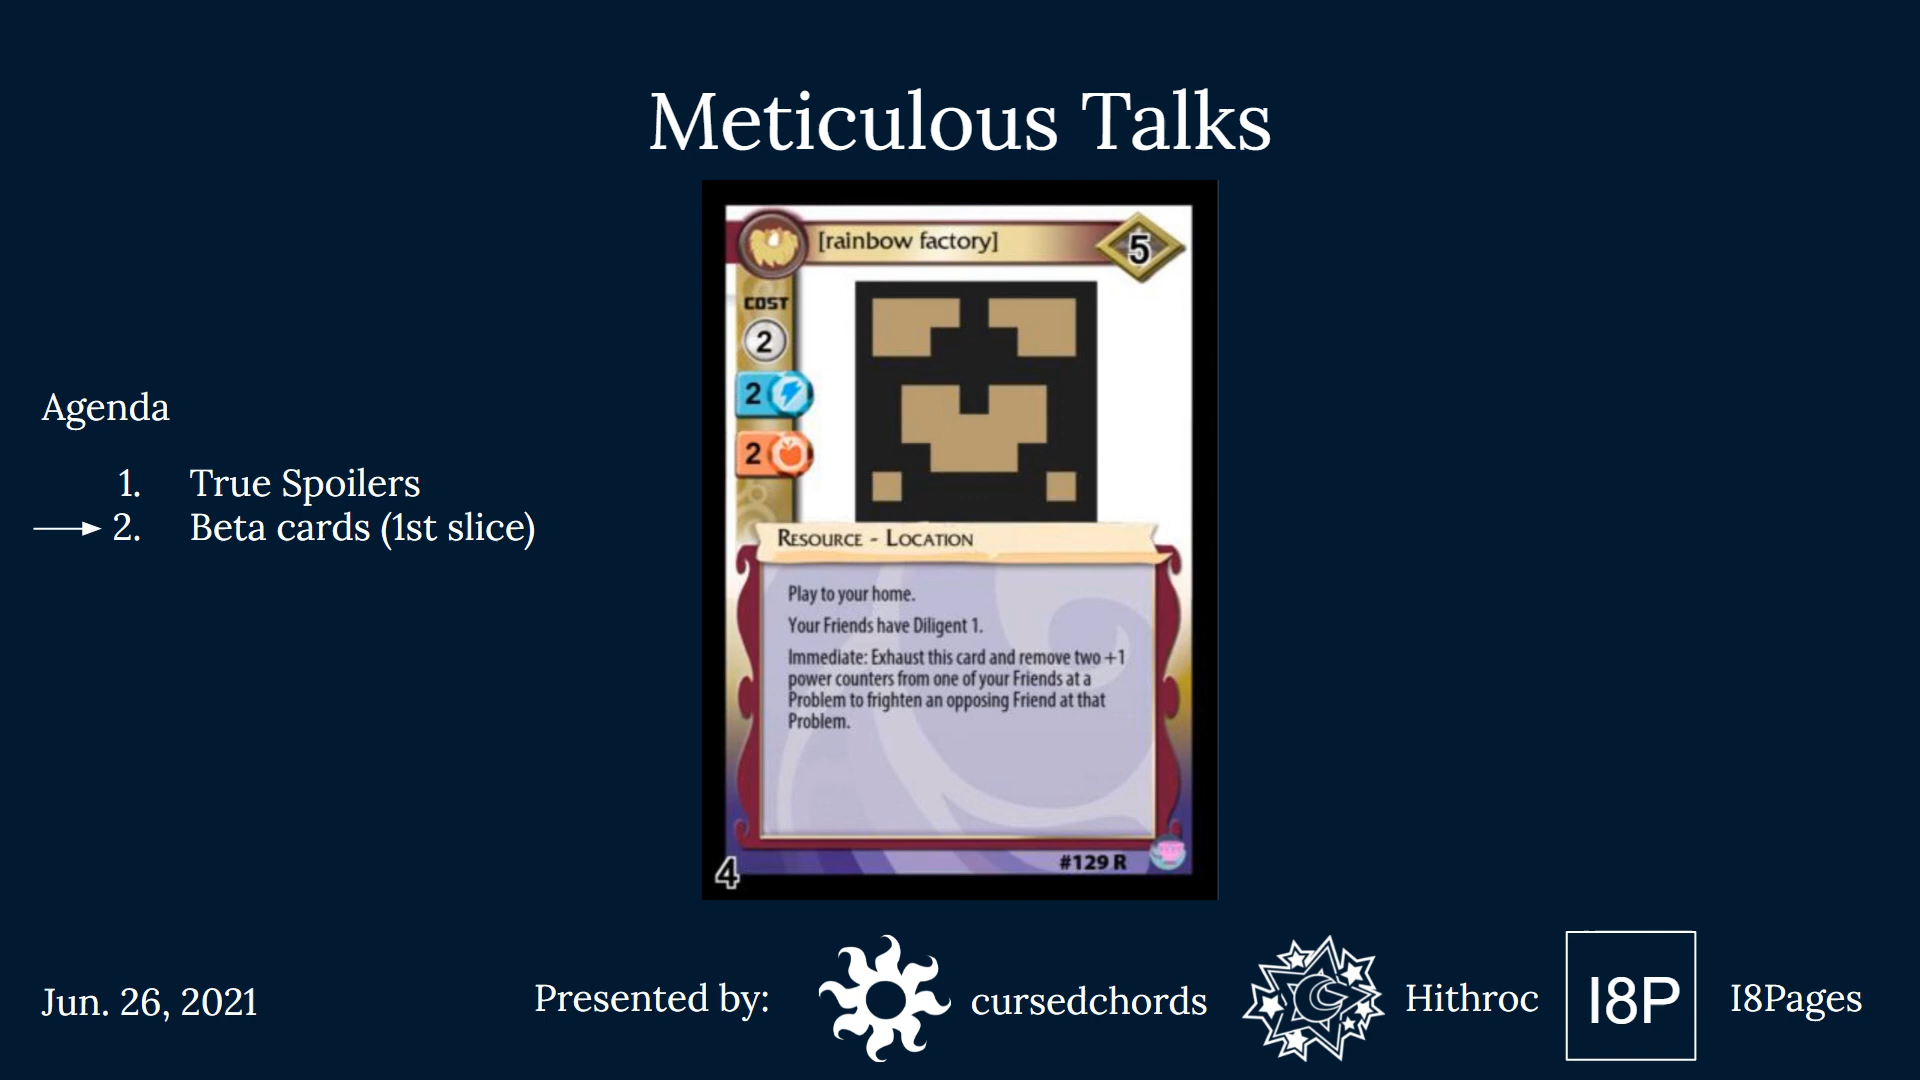 Meticulous Talks
[rainbow factory]
5
COST
2
2
2
RESOURCE - LOCATION
Play to your home.
Your Friends have Diligent 1.
Immediate: Exhaust this card and remove two +1
power counters from one of your Friends at a
Problem to frighten an opposing Friend at that
Problem.
4
#129 R
Agenda
1. True Spoilers
2. Beta cards (1st slice)
Jun. 26, 2021
Presented by:
cursedchords
Hithroc
I8P
I8Pages